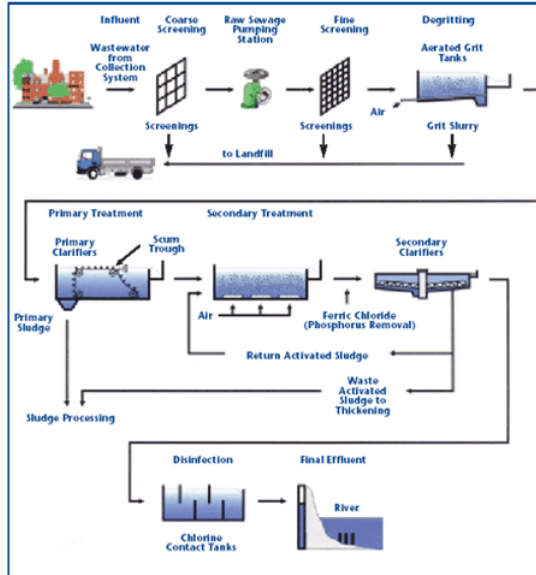 Influent
Coarse
Screening
Raw Sewage
Pumping
Station
Fine
Screening
Degritting
Wastewater
from
Collection
System
Aerated Grit
Tanks
Air
Screenings
Screenings
Grit Slurry
to Landfill
Primary Treatment
Secondary Treatment
Primary
Clarifiers
Scum
Trough
Secondary
Clarifiers
Primary
Sludge
Air
Ferric Chloride
(Phosphorus Removal)
Return Activated Sludge
Waste
Activated
Sludge to
Thickening
Sludge Processing
Disinfection
Final Effluent
River
Chlorine
Contact Tanks